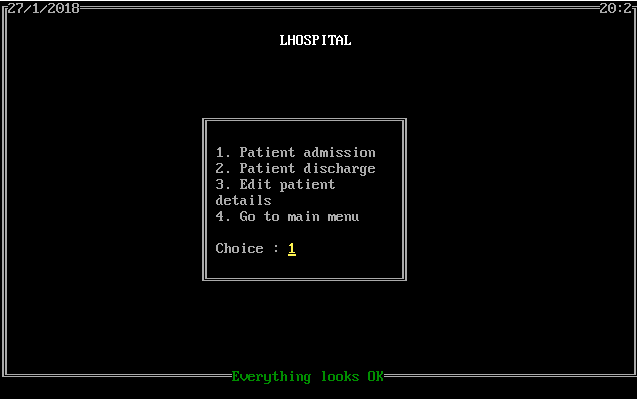 27/1/2018 20:2
LHOSPITAL
1. Patient admission
2. Patient discharge
3. Edit patient
details
4. Go to main menu
Choice : 1
Everything looks OK